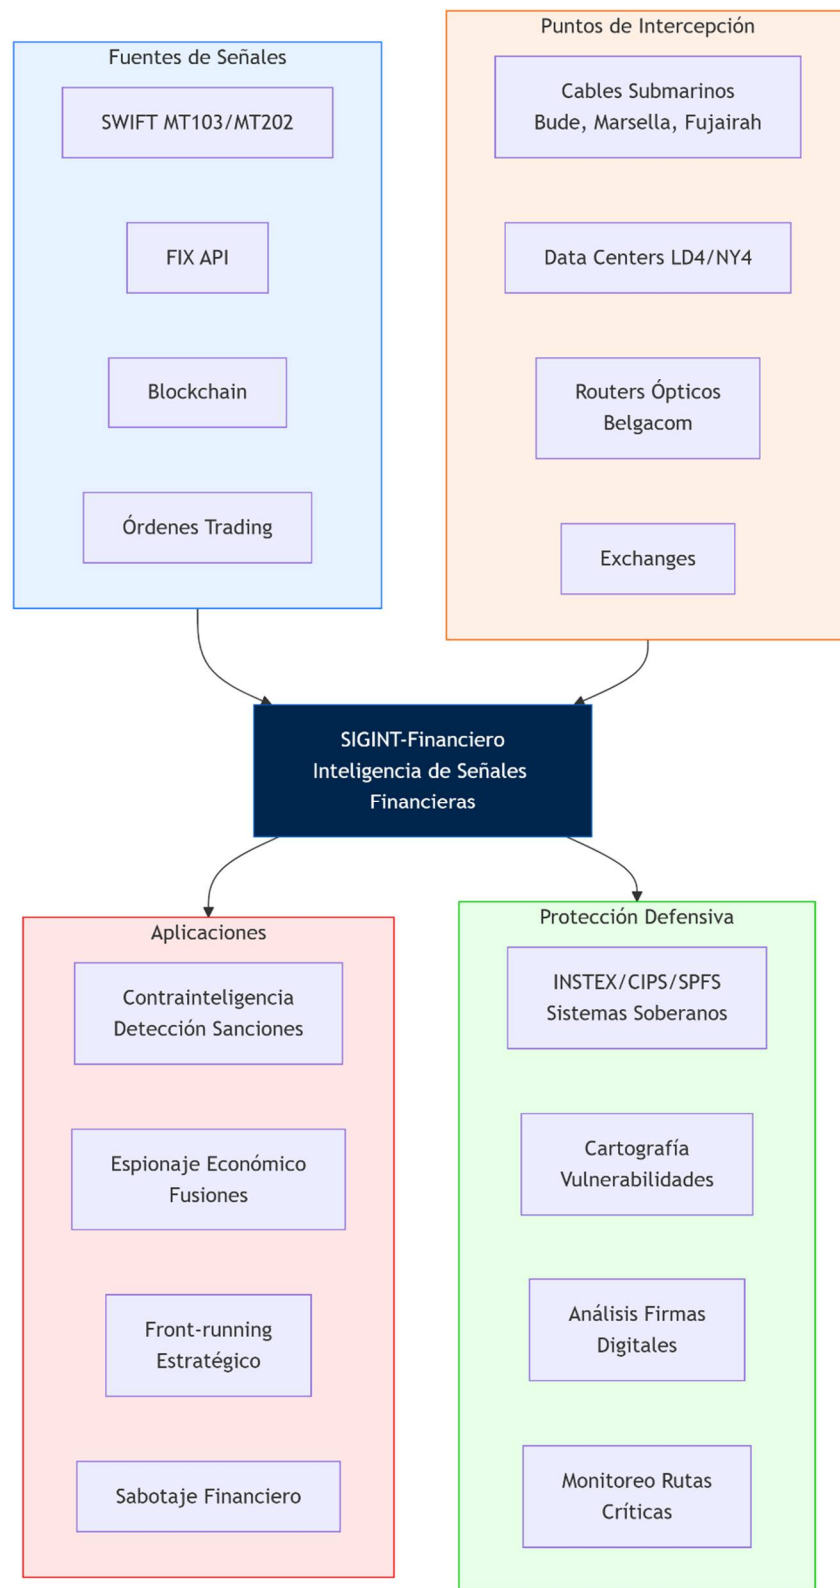 Fuentes de Señales
SWIFT MT103/MT202
FIX API
Blockchain
Órdenes Trading
Puntos de Intercepción
Cables Submarinos
Bude, Marsella, Fujairah
Data Centers LD4/NY4
Routers Ópticos
Belgacom
Exchanges
SIGINT-Financiero
Inteligencia de Señales
Financieras
Aplicaciones
Contrainteligencia
Detección Sanciones
Espionaje Económico
Fusiones
Front-running
Estratégico
Sabotaje Financiero
Protección Defensiva
INSTEX/CIPS/SPFS
Sistemas Soberanos
Cartografía
Vulnerabilidades
Análisis Firmas
Digitales
Monitoreo Rutas
Críticas